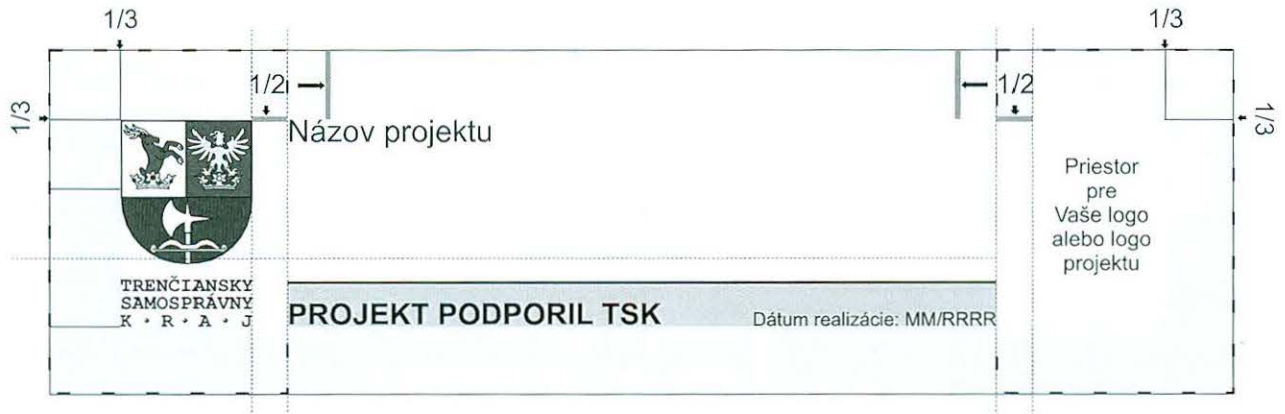 1/3
1/3
1/2
1/2
1/3
1/3
Názov projektu
Priestor
pre
Vaše logo
alebo logo
projektu
TRENČIANSKY
SAMOSPRÁVNY
K · R · A · J
PROJEKT PODPORIL TSK
Dátum realizácie: MM/RRRR